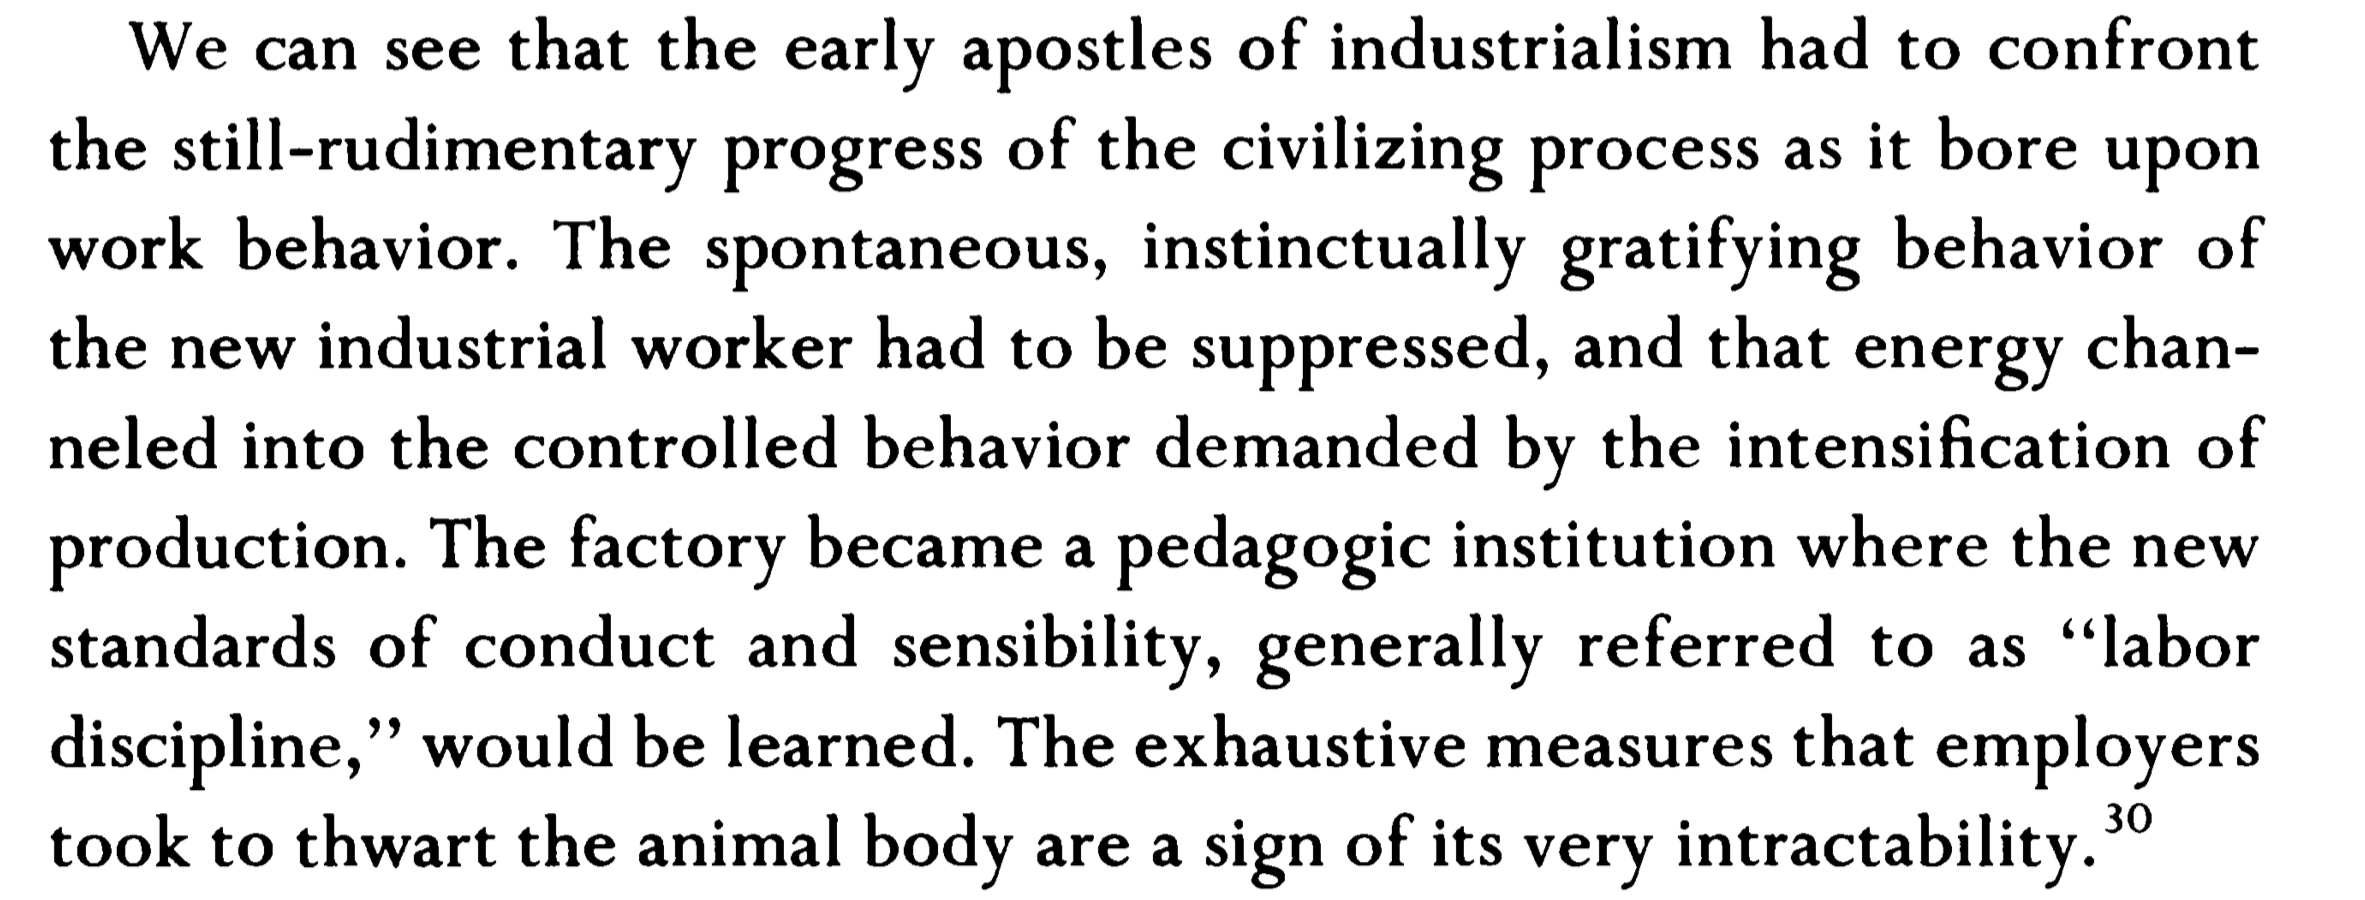 We can see that the early apostles of industrialism had to confront
the still-rudimentary progress of the civilizing process as it bore upon
work behavior. The spontaneous, instinctually gratifying behavior of
the new industrial worker had to be suppressed, and that energy chan-
neled into the controlled behavior demanded by the intensification of
production. The factory became a pedagogic institution where the new
standards of conduct and sensibility, generally referred to as “labor
discipline,” would be learned. The exhaustive measures that employers
took to thwart the animal body are a sign of its very intractability.³⁰